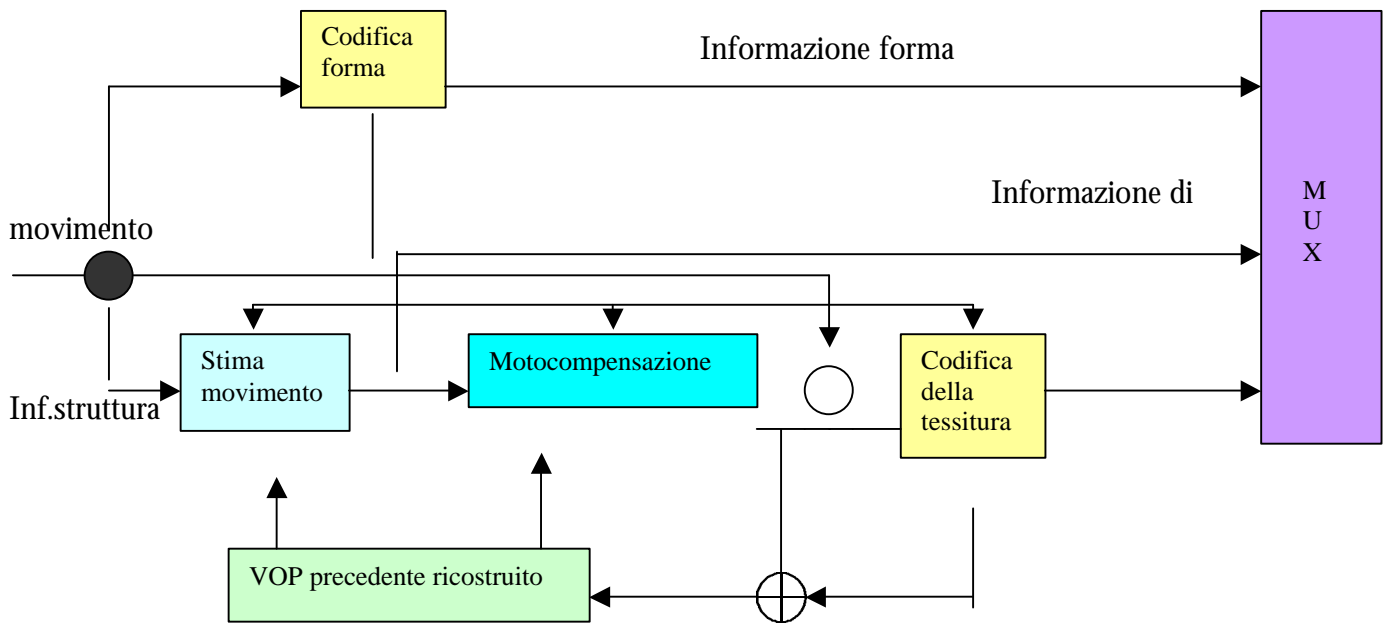 Codifica
forma
Informazione forma
Informazione di
M
U
X
movimento
Stima
movimento
Motocompensazione
Codifica
della
tessitura
Inf.struttura
VOP precedente ricostruito